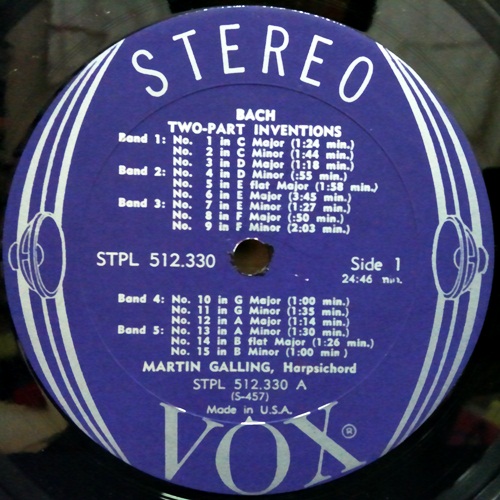 STEREO
BACH
TWO-PART INVENTIONS
Band 1: No. 1 in C Major (1:24 min.)
No. 2 in C Minor (1:44 min.)
No. 3 in D Major (1:18 min.)
Band 2: No. 4 in D Minor (:55 min.)
No. 5 in E flat Major (1:58 min.)
No. 6 in E Major (3:45 min.)
Band 3: No. 7 in E Minor (1:27 min.)
No. 8 in F Major (:50 min.)
No. 9 in F Minor (2:03 min.)
STPL 512.330 Side 1
24:46 min.
Band 4: No. 10 in G Major (1:00 min.)
No. 11 in G Minor (1:35 min.)
No. 12 in A Major (1:14 min.)
Band 5: No. 13 in A Minor (1:30 min.)
No. 14 in B flat Major (1:26 min.)
No. 15 in B Minor (1:00 min )
MARTIN GALLING, Harpsichord
STPL 512.330 A
(S-457)
Made in U.S.A.
VOX ®